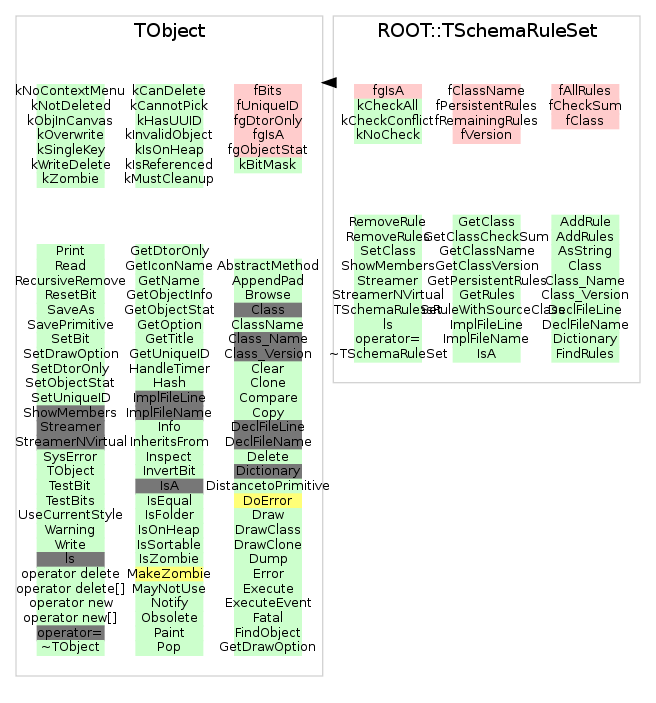 TObject
kNoContextMenu
kNotDeleted
kObjInCanvas
kOverwrite
kSingleKey
kWriteDelete
kZombie
kCanDelete
kCannotPick
kHasUUID
kInvalidObject
kIsOnHeap
kIsReferenced
kMustCleanup
fBits
fUniqueID
fgDtorOnly
fgIsA
fgObjectStat
kBitMask
Print
Read
RecursiveRemove
ResetBit
SaveAs
SavePrimitive
SetBit
SetDrawOption
SetDtorOnly
SetObjectStat
SetUniqueID
ShowMembers
Streamer
StreamerNVirtual
SysError
TObject
TestBit
TestBits
UseCurrentStyle
Warning
Write
ls
operator delete
operator delete[]
operator new
operator new[]
operator=
~TObject
GetDtorOnly
GetIconName
GetName
GetObjectInfo
GetObjectStat
GetOption
GetTitle
GetUniqueID
HandleTimer
Hash
ImplFileLine
ImplFileName
Info
InheritsFrom
Inspect
InvertBit
IsA
IsEqual
IsFolder
IsOnHeap
IsSortable
IsZombie
MakeZombie
MayNotUse
Notify
Obsolete
Paint
Pop
AbstractMethod
AppendPad
Browse
Class
ClassName
Class_Name
Class_Version
Clear
Clone
Compare
Copy
DeclFileLine
DeclFileName
Delete
Dictionary
DistancetoPrimitive
DoError
Draw
DrawClass
DrawClone
Dump
Error
Execute
ExecuteEvent
Fatal
FindObject
GetDrawOption
ROOT::TSchemaRuleSet
fgIsA
kCheckAll
kCheckConflict
kNoCheck
fClassName
fPersistentRules
fRemainingRules
fVersion
fAllRules
fCheckSum
fClass
RemoveRule
RemoveRules
SetClass
ShowMembers
Streamer
StreamerNVirtual
TSchemaRuleSet
ls
operator=
~TSchemaRuleSet
GetClass
GetClassCheckSum
GetClassName
GetClassVersion
GetPersistentRules
GetRules
HasRuleWithSourceClass
ImplFileLine
ImplFileName
IsA
AddRule
AddRules
AsString
Class
Class_Name
Class_Version
DeclFileLine
DeclFileName
Dictionary
FindRules